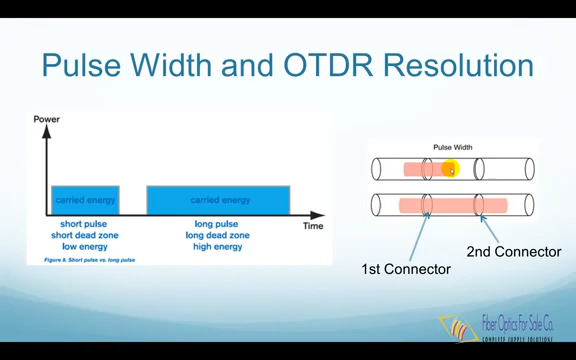 Pulse Width and OTDR Resolution
Power
carried energy
carried energy
Time
short pulse
short dead zone
low energy
long pulse
long dead zone
high energy
Figure 8. Short pulse vs. long pulse
Pulse Width
1st Connector
2nd Connector
Fiber Optics For Sale Co.
COMPLETE SUPPLY SOLUTIONS